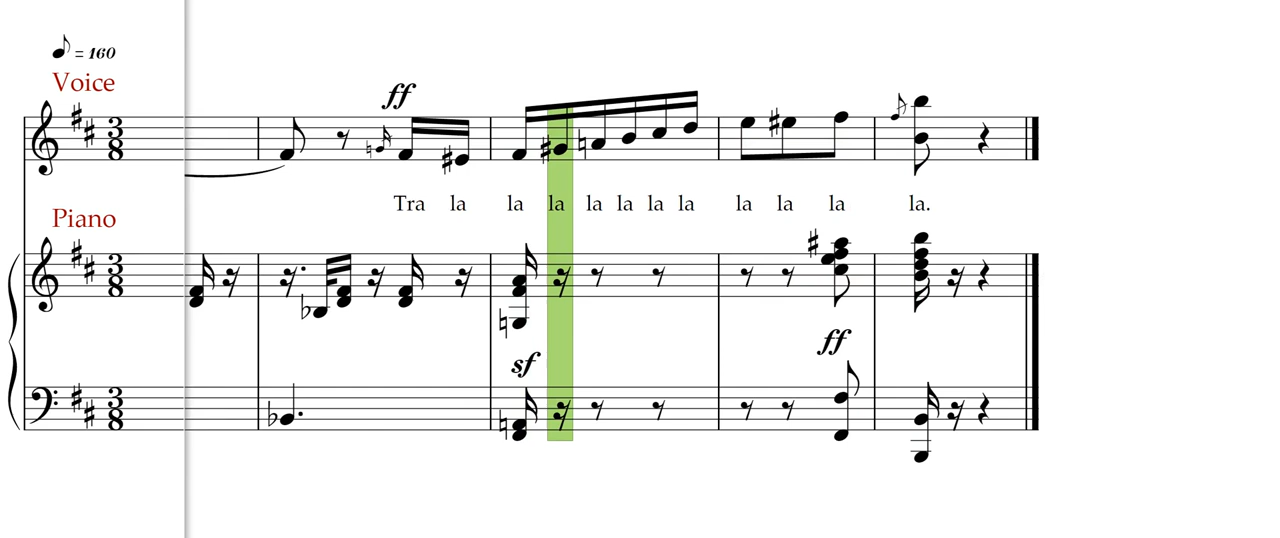 ♪ = 160
Voice
ff
Tra la la la la la la la la la la la.
Piano
sf
ff